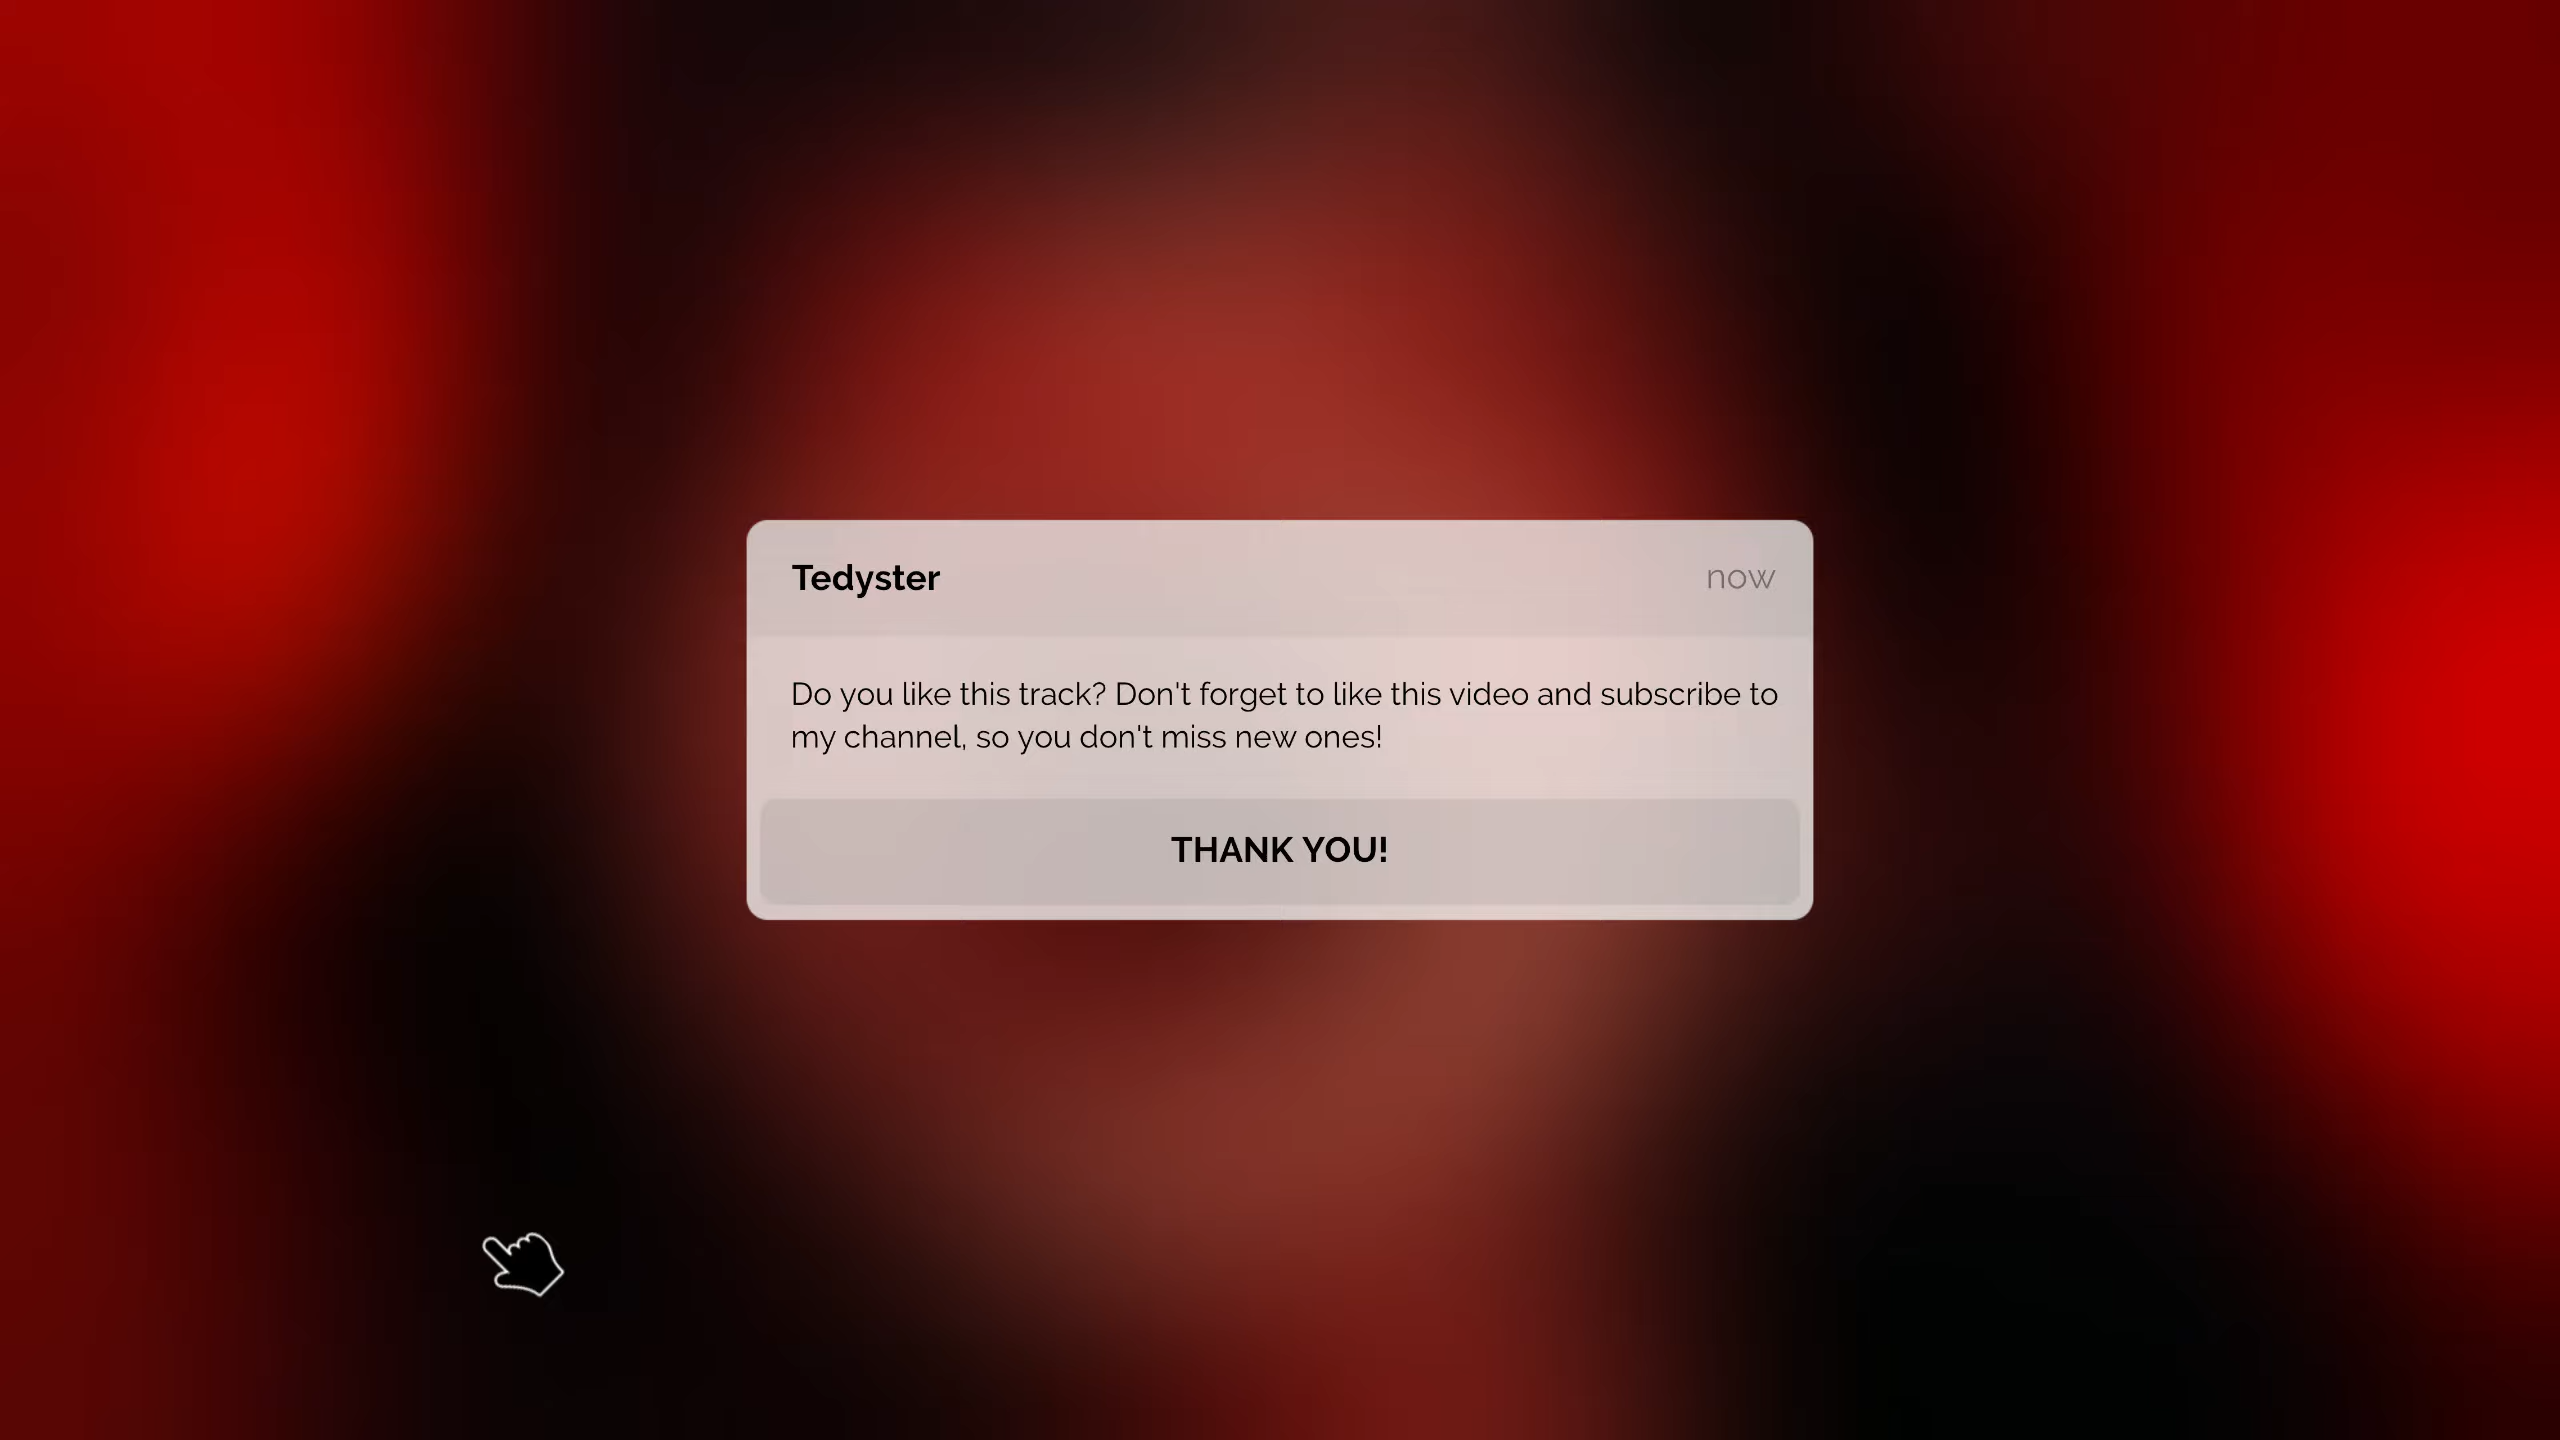 Tedyster
now
Do you like this track? Don't forget to like this video and subscribe to
my channel, so you don't miss new ones!
THANK YOU!